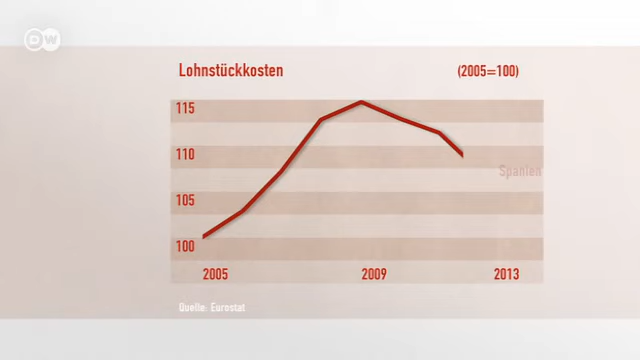 DW
Lohnstückkosten (2005=100)
115
110
Spanien
105
100
2005 2009 2013
Quelle: Eurostat